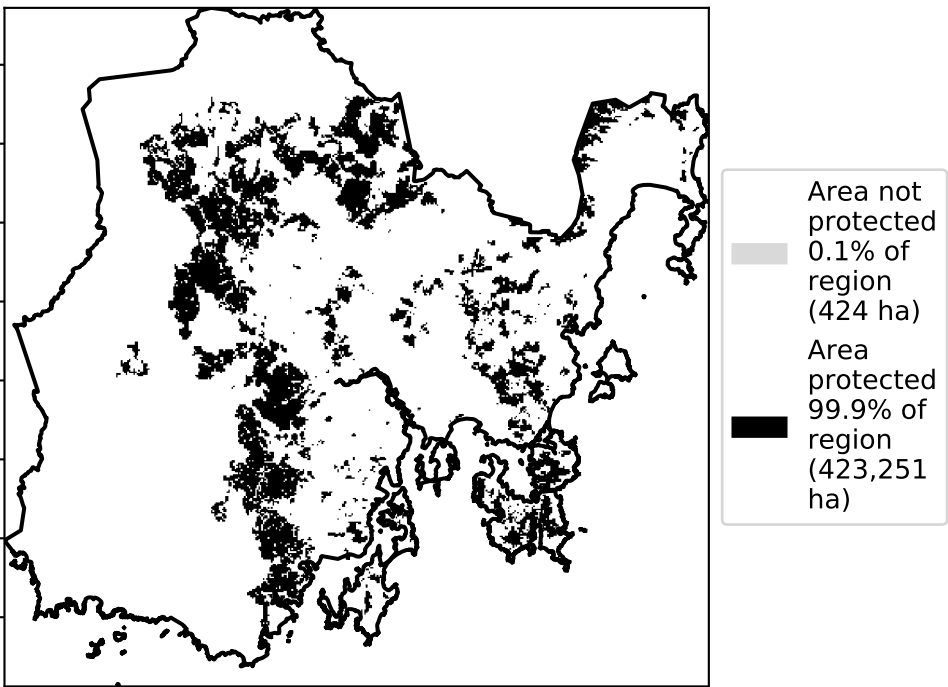 Area not
protected
0.1% of
region
(424 ha)
Area
protected
99.9% of
region
(423,251
ha)